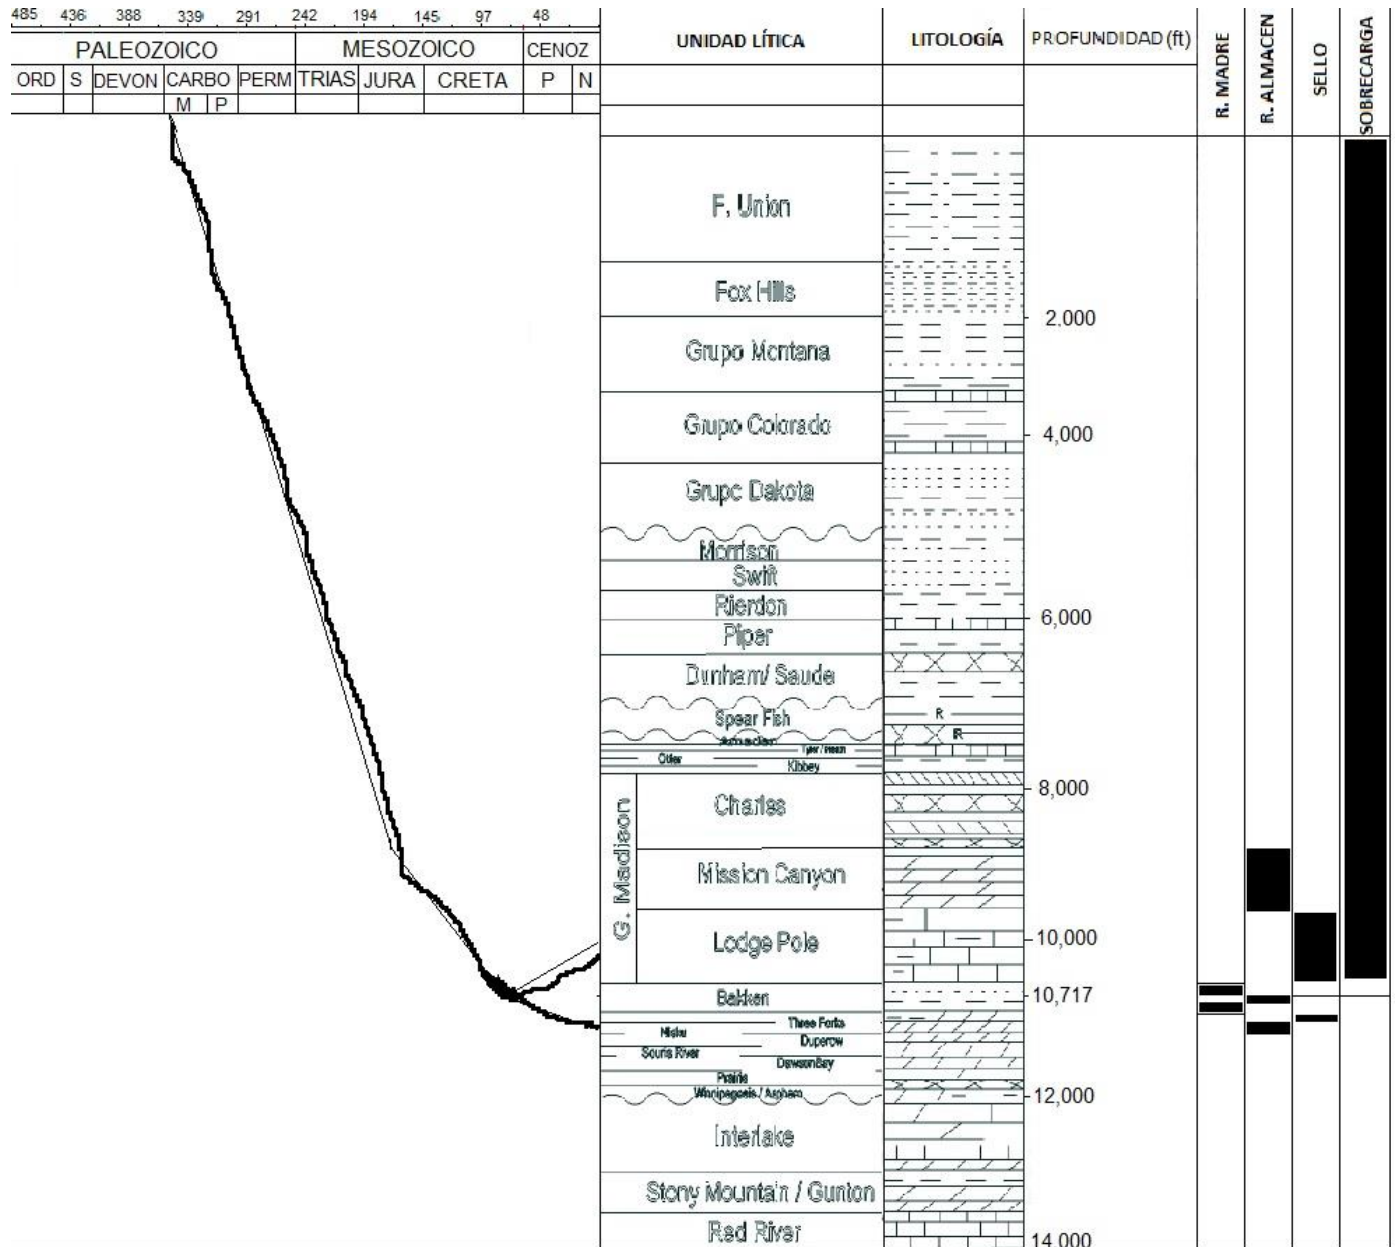 485 436 388 339 291 242 194 145 97 48
PALEOZOICO MESOZOICO CENOZ
ORD S DEVON CARBO PERM TRIAS JURA CRETA P N
M P
UNIDAD LÍTICA LITOLOGÍA PROFUNDIDAD (ft) R. MADRE R. ALMACEN SELLO SOBRECARGA
F. Union
Fox Hills
2,000
Grupo Montana
Grupo Colorado
4,000
Grupo Dakota
Morrison
Swift
Rierdon
6,000
Piper
Dunham/ Saude
Spear Fish R
R
Otter
Kibbey
G. Madison
Charles
8,000
Mission Canyon
Lodge Pole
10,000
Bakken
10,717
Three Forks
Nisku
Duperow
Souris River
DawsonBay
Prairie
Winnipegosis / Ashern
12,000
Interlake
Stony Mountain / Gunton
Red River
14,000